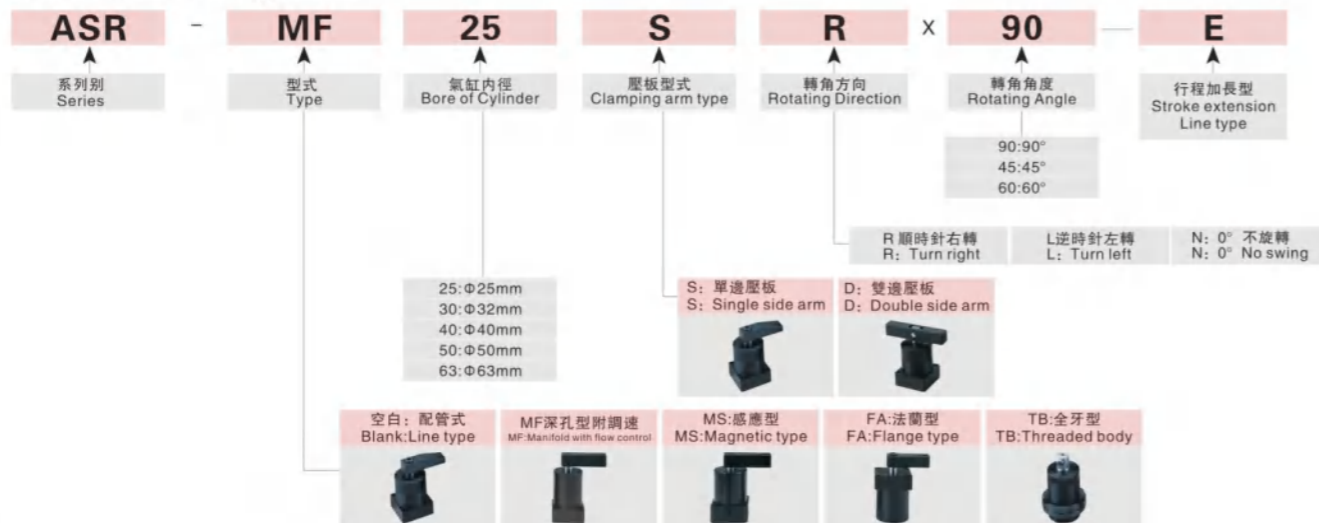 ASR - MF 25 S R x 90 — E
系列别
Series
型式
Type
氣缸内徑
Bore of Cylinder
壓板型式
Clamping arm type
轉角方向
Rotating Direction
轉角角度
Rotating Angle
行程加長型
Stroke extension
Line type
90:90°
45:45°
60:60°
R 順時針右轉
R: Turn right
L逆時針左轉
L: Turn left
N: 0° 不旋轉
N: 0° No swing
25:Φ25mm
30:Φ32mm
40:Φ40mm
50:Φ50mm
63:Φ63mm
S: 單邊壓板
S: Single side arm
D: 雙邊壓板
D: Double side arm
空白: 配管式
Blank:Line type
MF深孔型附調速
MF:Manifold with flow control
MS:感應型
MS:Magnetic type
FA:法蘭型
FA:Flange type
TB:全牙型
TB:Threaded body